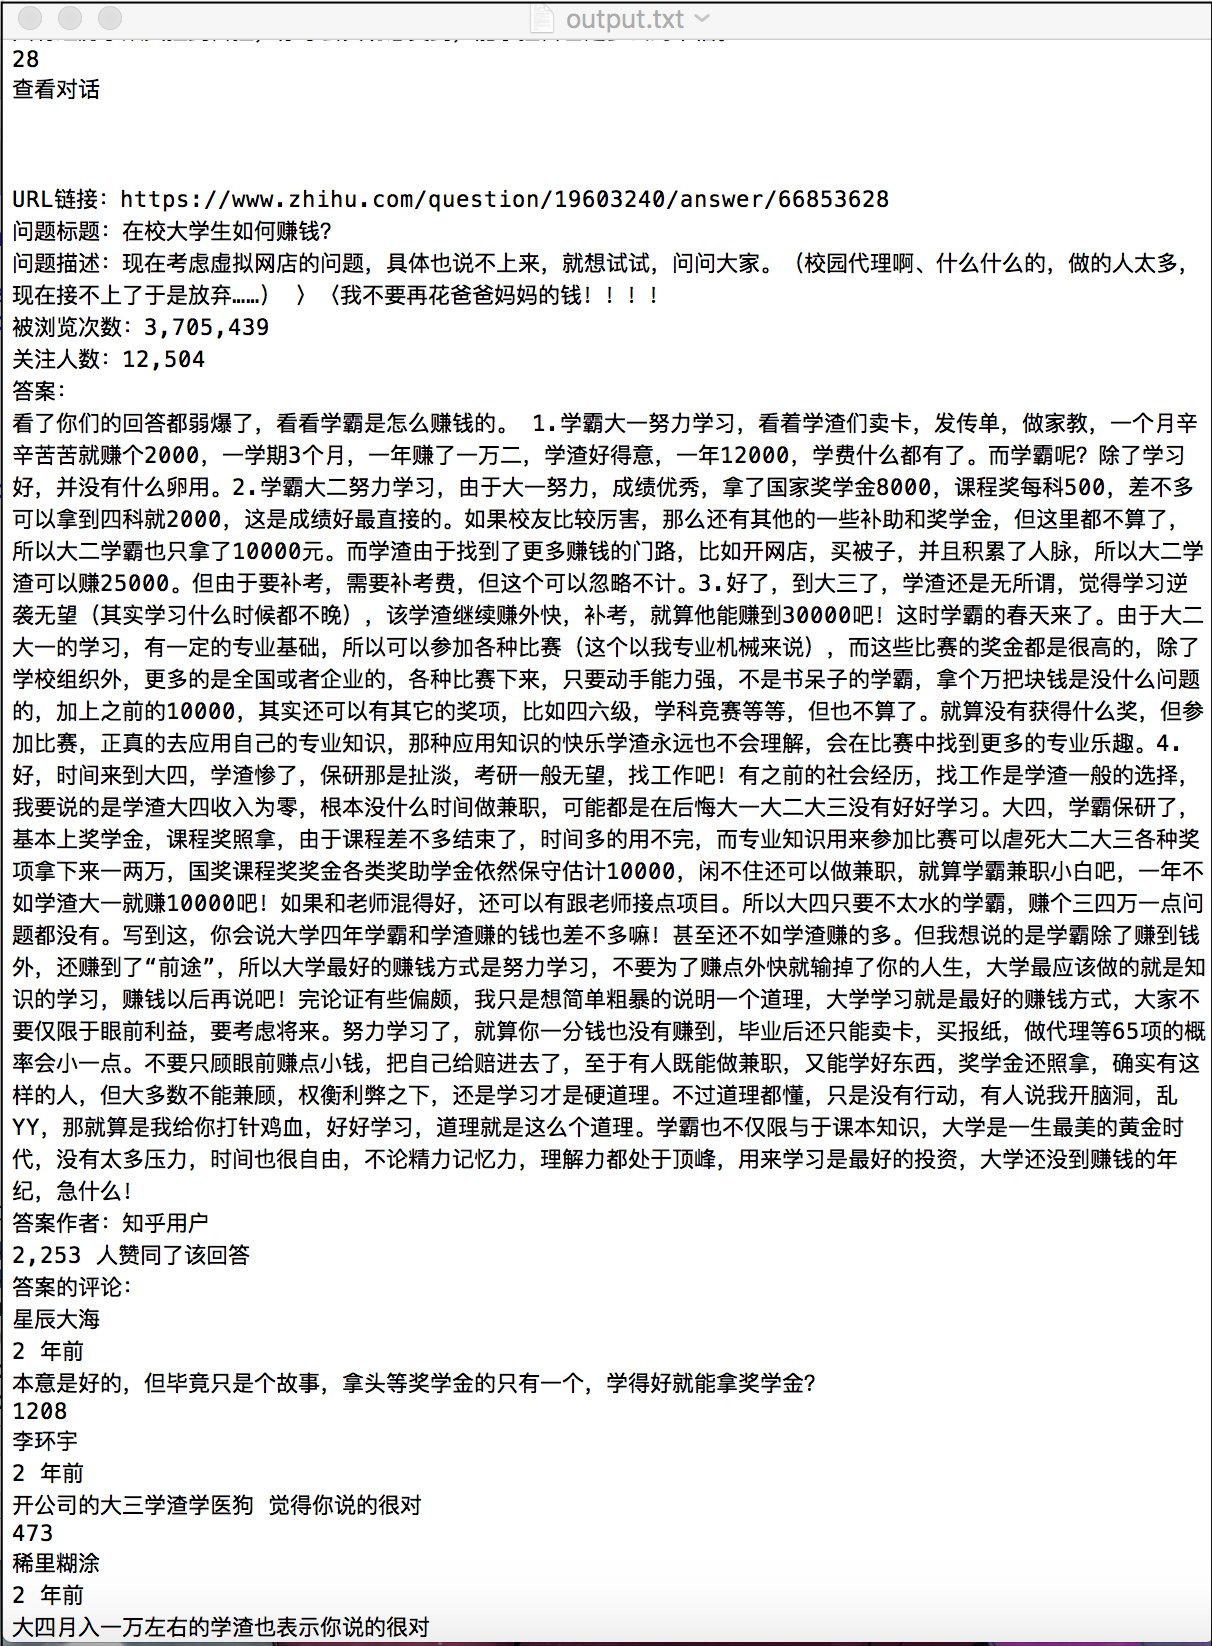 output.txt
28
查看对话
URL链接：https://www.zhihu.com/question/19603240/answer/66853628
问题标题：在校大学生如何赚钱？
问题描述：现在考虑虚拟网店的问题，具体也说不上来，就想试试，问问大家。（校园代理啊、什么什么的，做的人太多，
现在接不上了于是放弃……） 〉〈我不要再花爸爸妈妈的钱！！！！
被浏览次数：3,705,439
关注人数：12,504
答案：
看了你们的回答都弱爆了，看看学霸是怎么赚钱的。 1.学霸大一努力学习，看着学渣们卖卡，发传单，做家教，一个月辛
辛苦苦就赚个2000，一学期3个月，一年赚了一万二，学渣好得意，一年12000，学费什么都有了。而学霸呢？除了学习
好，并没有什么卵用。2.学霸大二努力学习，由于大一努力，成绩优秀，拿了国家奖学金8000，课程奖每科500，差不多
可以拿到四科就2000，这是成绩好最直接的。如果校友比较厉害，那么还有其他的一些补助和奖学金，但这里都不算了，
所以大二学霸也只拿了10000元。而学渣由于找到了更多赚钱的门路，比如开网店，买被子，并且积累了人脉，所以大二学
渣可以赚25000。但由于要补考，需要补考费，但这个可以忽略不计。3.好了，到大三了，学渣还是无所谓，觉得学习逆
袭无望（其实学习什么时候都不晚），该学渣继续赚外快，补考，就算他能赚到30000吧！这时学霸的春天来了。由于大二
大一的学习，有一定的专业基础，所以可以参加各种比赛（这个以我专业机械来说），而这些比赛的奖金都是很高的，除了
学校组织外，更多的是全国或者企业的，各种比赛下来，只要动手能力强，不是书呆子的学霸，拿个万把块钱是没什么问题
的，加上之前的10000，其实还可以有其它的奖项，比如四六级，学科竞赛等等，但也不算了。就算没有获得什么奖，但参
加比赛，正真的去应用自己的专业知识，那种应用知识的快乐学渣永远也不会理解，会在比赛中找到更多的专业乐趣。4.
好，时间来到大四，学渣惨了，保研那是扯淡，考研一般无望，找工作吧！有之前的社会经历，找工作是学渣一般的选择，
我要说的是学渣大四收入为零，根本没什么时间做兼职，可能都是在后悔大一大二大三没有好好学习。大四，学霸保研了，
基本上奖学金，课程奖照拿，由于课程差不多结束了，时间多的用不完，而专业知识用来参加比赛可以虐死大二大三各种奖
项拿下来一两万，国奖课程奖奖金各类奖助学金依然保守估计10000，闲不住还可以做兼职，就算学霸兼职小白吧，一年不
如学渣大一就赚10000吧！如果和老师混得好，还可以有跟老师接点项目。所以大四只要不太水的学霸，赚个三四万一点问
题都没有。写到这，你会说大学四年学霸和学渣赚的钱也差不多嘛！甚至还不如学渣赚的多。但我想说的是学霸除了赚到钱
外，还赚到了“前途”，所以大学最好的赚钱方式是努力学习，不要为了赚点外快就输掉了你的人生，大学最应该做的就是知
识的学习，赚钱以后再说吧！完论证有些偏颇，我只是想简单粗暴的说明一个道理，大学学习就是最好的赚钱方式，大家不
要仅限于眼前利益，要考虑将来。努力学习了，就算你一分钱也没有赚到，毕业后还只能卖卡，买报纸，做代理等65项的概
率会小一点。不要只顾眼前赚点小钱，把自己给赔进去了，至于有人既能做兼职，又能学好东西，奖学金还照拿，确实有这
样的人，但大多数不能兼顾，权衡利弊之下，还是学习才是硬道理。不过道理都懂，只是没有行动，有人说我开脑洞，乱
YY，那就算是我给你打针鸡血，好好学习，道理就是这么个道理。学霸也不仅限与于课本知识，大学是一生最美的黄金时
代，没有太多压力，时间也很自由，不论精力记忆力，理解力都处于顶峰，用来学习是最好的投资，大学还没到赚钱的年
纪，急什么！
答案作者：知乎用户
2,253 人赞同了该回答
答案的评论：
星辰大海
2 年前
本意是好的，但毕竟只是个故事，拿头等奖学金的只有一个，学得好就能拿奖学金？
1208
李环宇
2 年前
开公司的大三学渣学医狗 觉得你说的很对
473
稀里糊涂
2 年前
大四月入一万左右的学渣也表示你说的很对